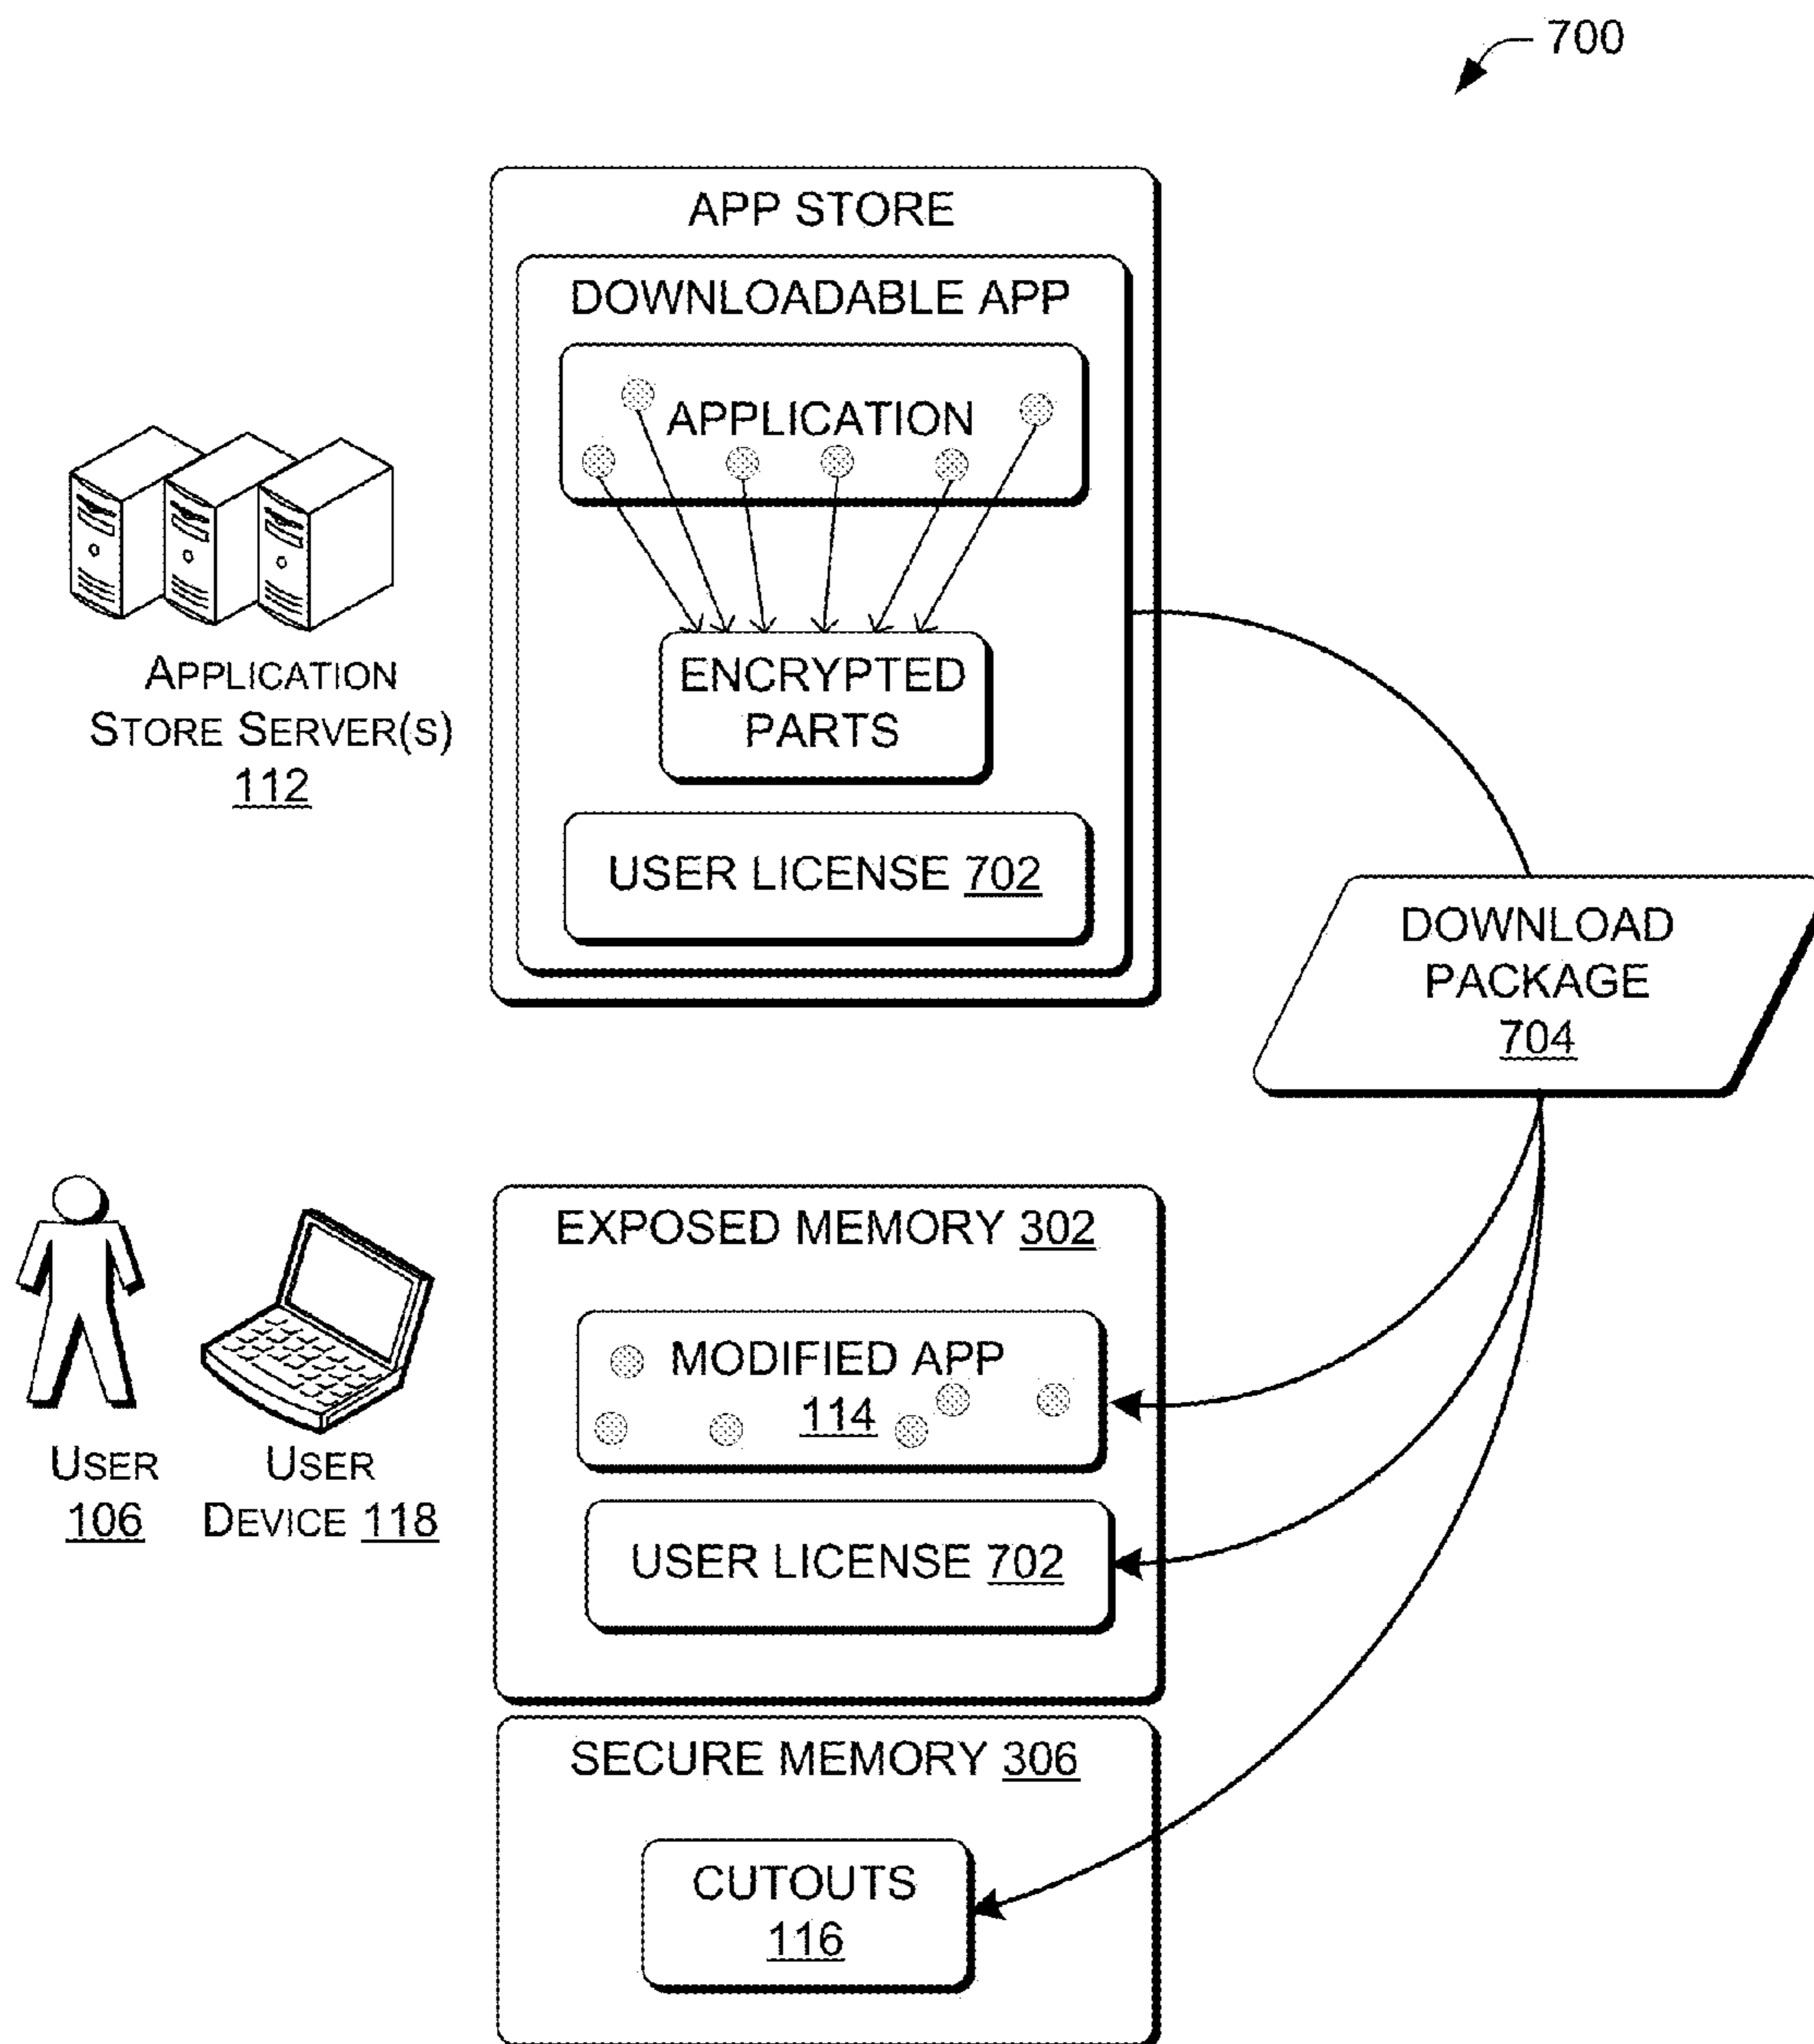 700
APP STORE
DOWNLOADABLE APP
APPLICATION
ENCRYPTED
PARTS
USER LICENSE 702
APPLICATION
STORE SERVER(S)
112
DOWNLOAD
PACKAGE
704
EXPOSED MEMORY 302
MODIFIED APP
114
USER LICENSE 702
USER
106
USER
DEVICE 118
SECURE MEMORY 306
CUTOUTS
116